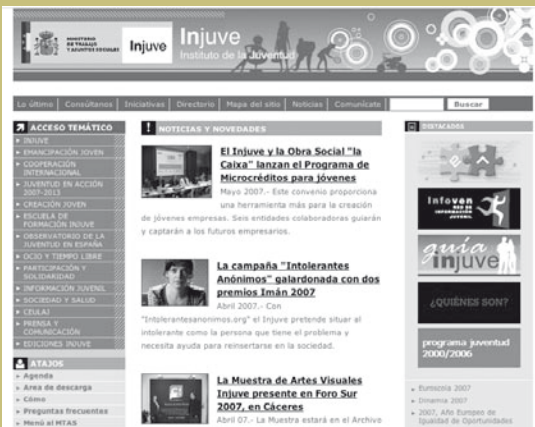 MINISTERIO
DE TRABAJO
Y ASUNTOS SOCIALES
Injuve
Injuve
Instituto de la Juventud
Lo último
Consúltanos
Iniciativas
Directorio
Mapa del sitio
Noticias
Comunícate
Buscar
ACCESO TEMÁTICO
INJUVE
EMANCIPACIÓN JOVEN
COOPERACIÓN
INTERNACIONAL
JUVENTUD EN ACCIÓN
2007-2013
CREACIÓN JOVEN
ESCUELA DE
FORMACIÓN INJUVE
OBSERVATORIO DE LA
JUVENTUD EN ESPAÑA
OCIO Y TIEMPO LIBRE
PARTICIPACIÓN Y
SOLIDARIDAD
INFORMACIÓN JUVENIL
SOCIEDAD Y SALUD
CEULAJ
PRENSA Y
COMUNICACIÓN
EDICIONES INJUVE
ATAJOS
Agenda
Area de descarga
Cómo
Preguntas frecuentes
Menú al MTAS
NOTICIAS Y NOVEDADES
El Injuve y la Obra Social "la
Caixa" lanzan el Programa de
Microcréditos para jóvenes
Mayo 2007.- Este convenio proporciona
una herramienta más para la creación
de jóvenes empresas. Seis entidades colaboradoras guiarán
y captarán a los futuros empresarios.
La campaña "Intolerantes
Anónimos" galardonada con dos
premios Imán 2007
Abril 2007.- Con
"Intolerantesanonimos.org" el Injuve pretende situar al
intolerante como la persona que tiene el problema y
necesita ayuda para reinsertarse en la sociedad.
La Muestra de Artes Visuales
Injuve presente en Foro Sur
2007, en Cáceres
Abril 07.- La Muestra estará en el Archivo
DESTACADOS
Infoven
RED DE
INFORMACIÓN
JUVENIL
guía
injuve
¿QUIÉNES SON?
programa juventud
2000/2006
Euroscola 2007
Dinamia 2007
2007, Año Europeo de
Igualdad de Oportunidades